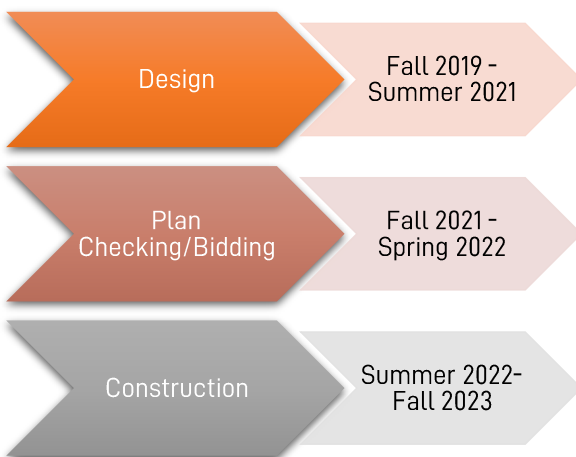 Design
Fall 2019 -
Summer 2021
Plan
Checking/Bidding
Fall 2021 -
Spring 2022
Construction
Summer 2022-
Fall 2023